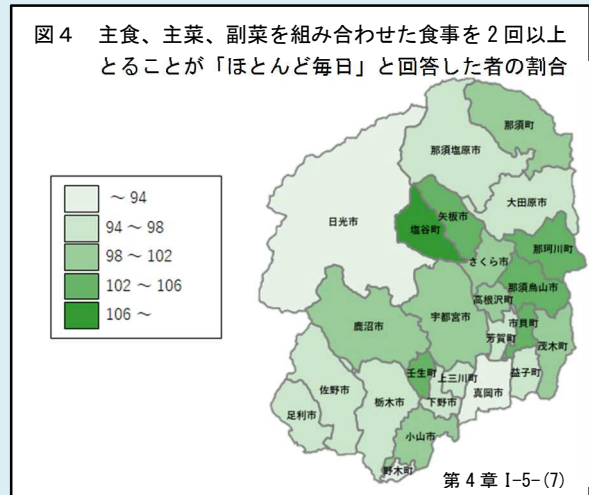 図４　主食、主菜、副菜を組み合わせた食事を２回以上
とることが「ほとんど毎日」と回答した者の割合
～ 94
94 ～ 98
98 ～ 102
102 ～ 106
106 ～
那須町
那須塩原市
大田原市
日光市
矢板市
塩谷町
那珂川町
さくら市
那須烏山市
高根沢町
宇都宮市
市貝町
鹿沼市
芳賀町
茂木町
壬生町
上三川町
益子町
佐野市
栃木市
下野市
真岡市
足利市
小山市
野木町
第４章 I-5-(7)